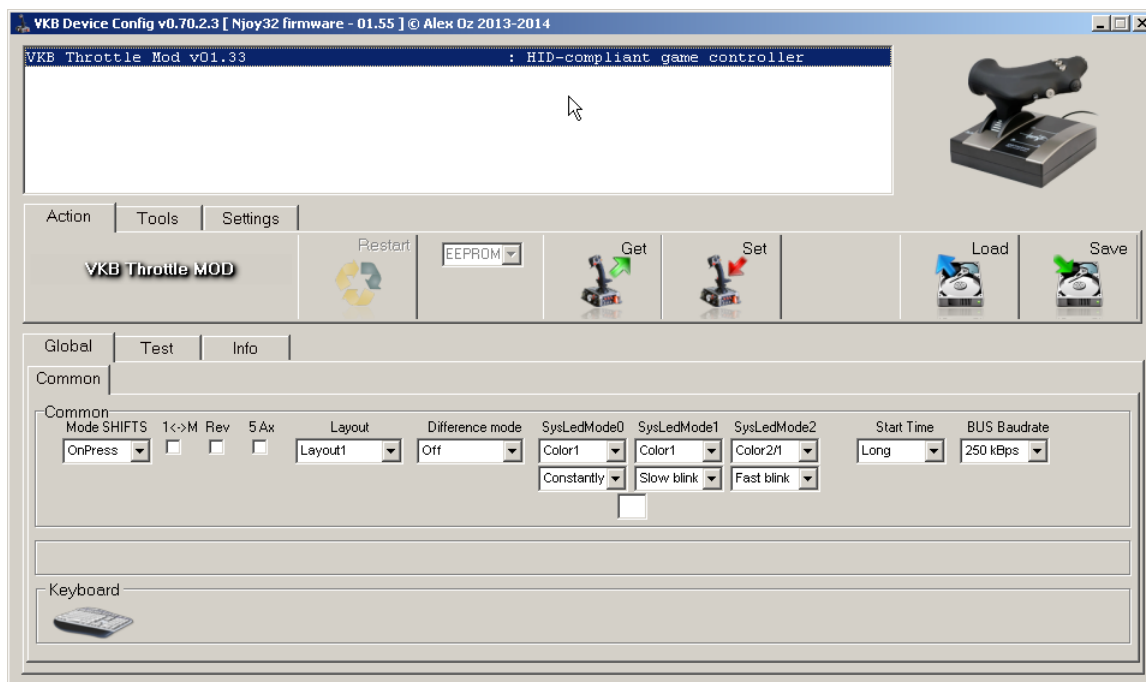 VKB Device Config v0.70.2.3 [ Njoy32 firmware - 01.55 ] © Alex Oz 2013-2014
VKB Throttle Mod v01.33 : HID-compliant game controller
Action Tools Settings
VKB Throttle MOD Restart EEPROM Get Set Load Save
Global Test Info
Common
Common
Mode SHIFTS 1<->M Rev 5 Ax Layout Difference mode SysLedMode0 SysLedMode1 SysLedMode2 Start Time BUS Baudrate
OnPress Layout1 Off Color1 Color1 Color2/1 Long 250 kBps
Constantly Slow blink Fast blink
Keyboard